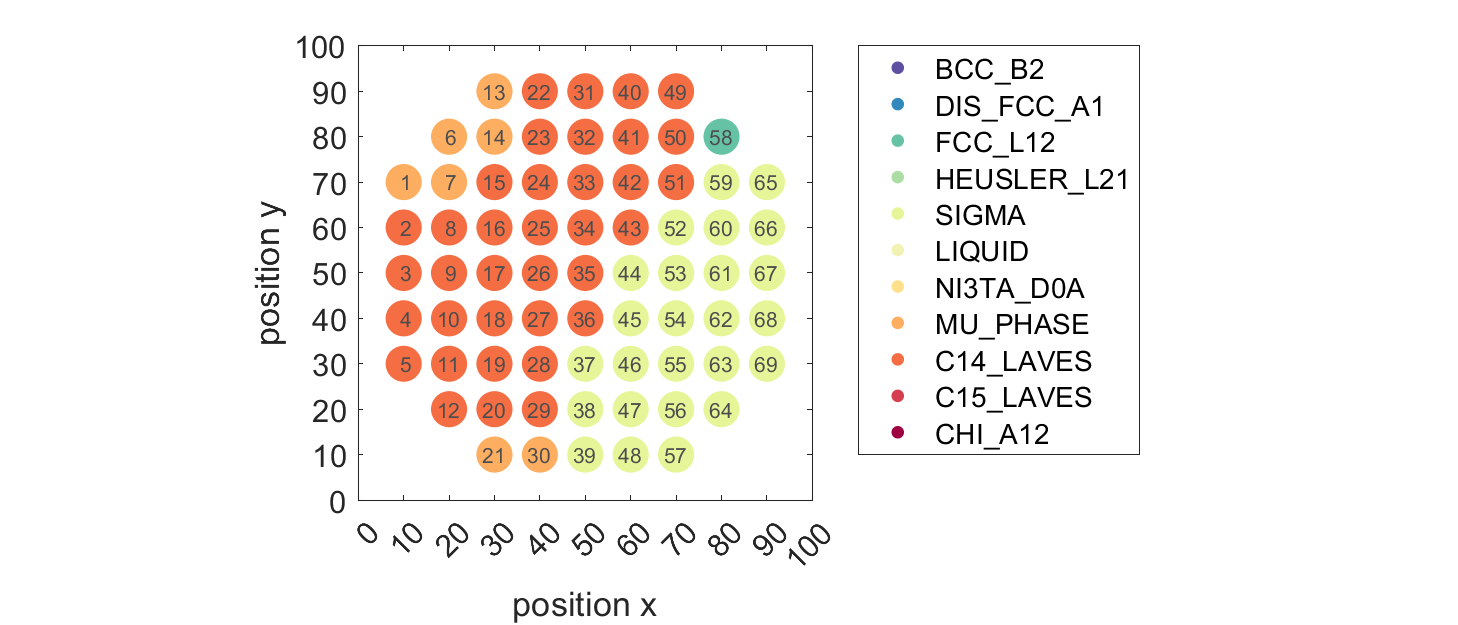 100
90
80
70
60
50
40
30
20
10
0
position y
13 22 31 40 49
6 14 23 32 41 50 58
1 7 15 24 33 42 51 59 65
2 8 16 25 34 43 52 60 66
3 9 17 26 35 44 53 61 67
4 10 18 27 36 45 54 62 68
5 11 19 28 37 46 55 63 69
12 20 29 38 47 56 64
21 30 39 48 57
0 10 20 30 40 50 60 70 80 90 100
position x
BCC_B2
DIS_FCC_A1
FCC_L12
HEUSLER_L21
SIGMA
LIQUID
NI3TA_D0A
MU_PHASE
C14_LAVES
C15_LAVES
CHI_A12